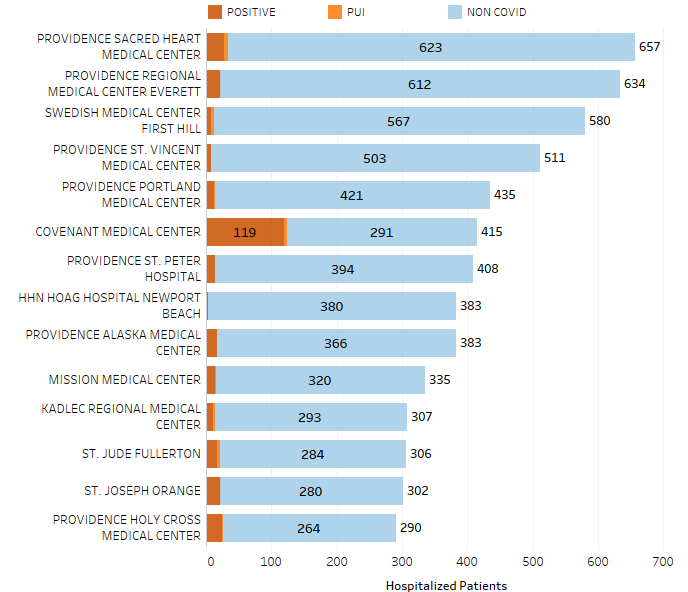 POSITIVE PUI NON COVID
PROVIDENCE SACRED HEART
MEDICAL CENTER
623 657
PROVIDENCE REGIONAL
MEDICAL CENTER EVERETT
612 634
SWEDISH MEDICAL CENTER
FIRST HILL
567 580
PROVIDENCE ST. VINCENT
MEDICAL CENTER
503 511
PROVIDENCE PORTLAND
MEDICAL CENTER
421 435
COVENANT MEDICAL CENTER 119 291 415
PROVIDENCE ST. PETER
HOSPITAL
394 408
HHN HOAG HOSPITAL NEWPORT
BEACH
380 383
PROVIDENCE ALASKA MEDICAL
CENTER
366 383
MISSION MEDICAL CENTER 320 335
KADLEC REGIONAL MEDICAL
CENTER
293 307
ST. JUDE FULLERTON 284 306
ST. JOSEPH ORANGE 280 302
PROVIDENCE HOLY CROSS
MEDICAL CENTER
264 290
0 100 200 300 400 500 600 700
Hospitalized Patients